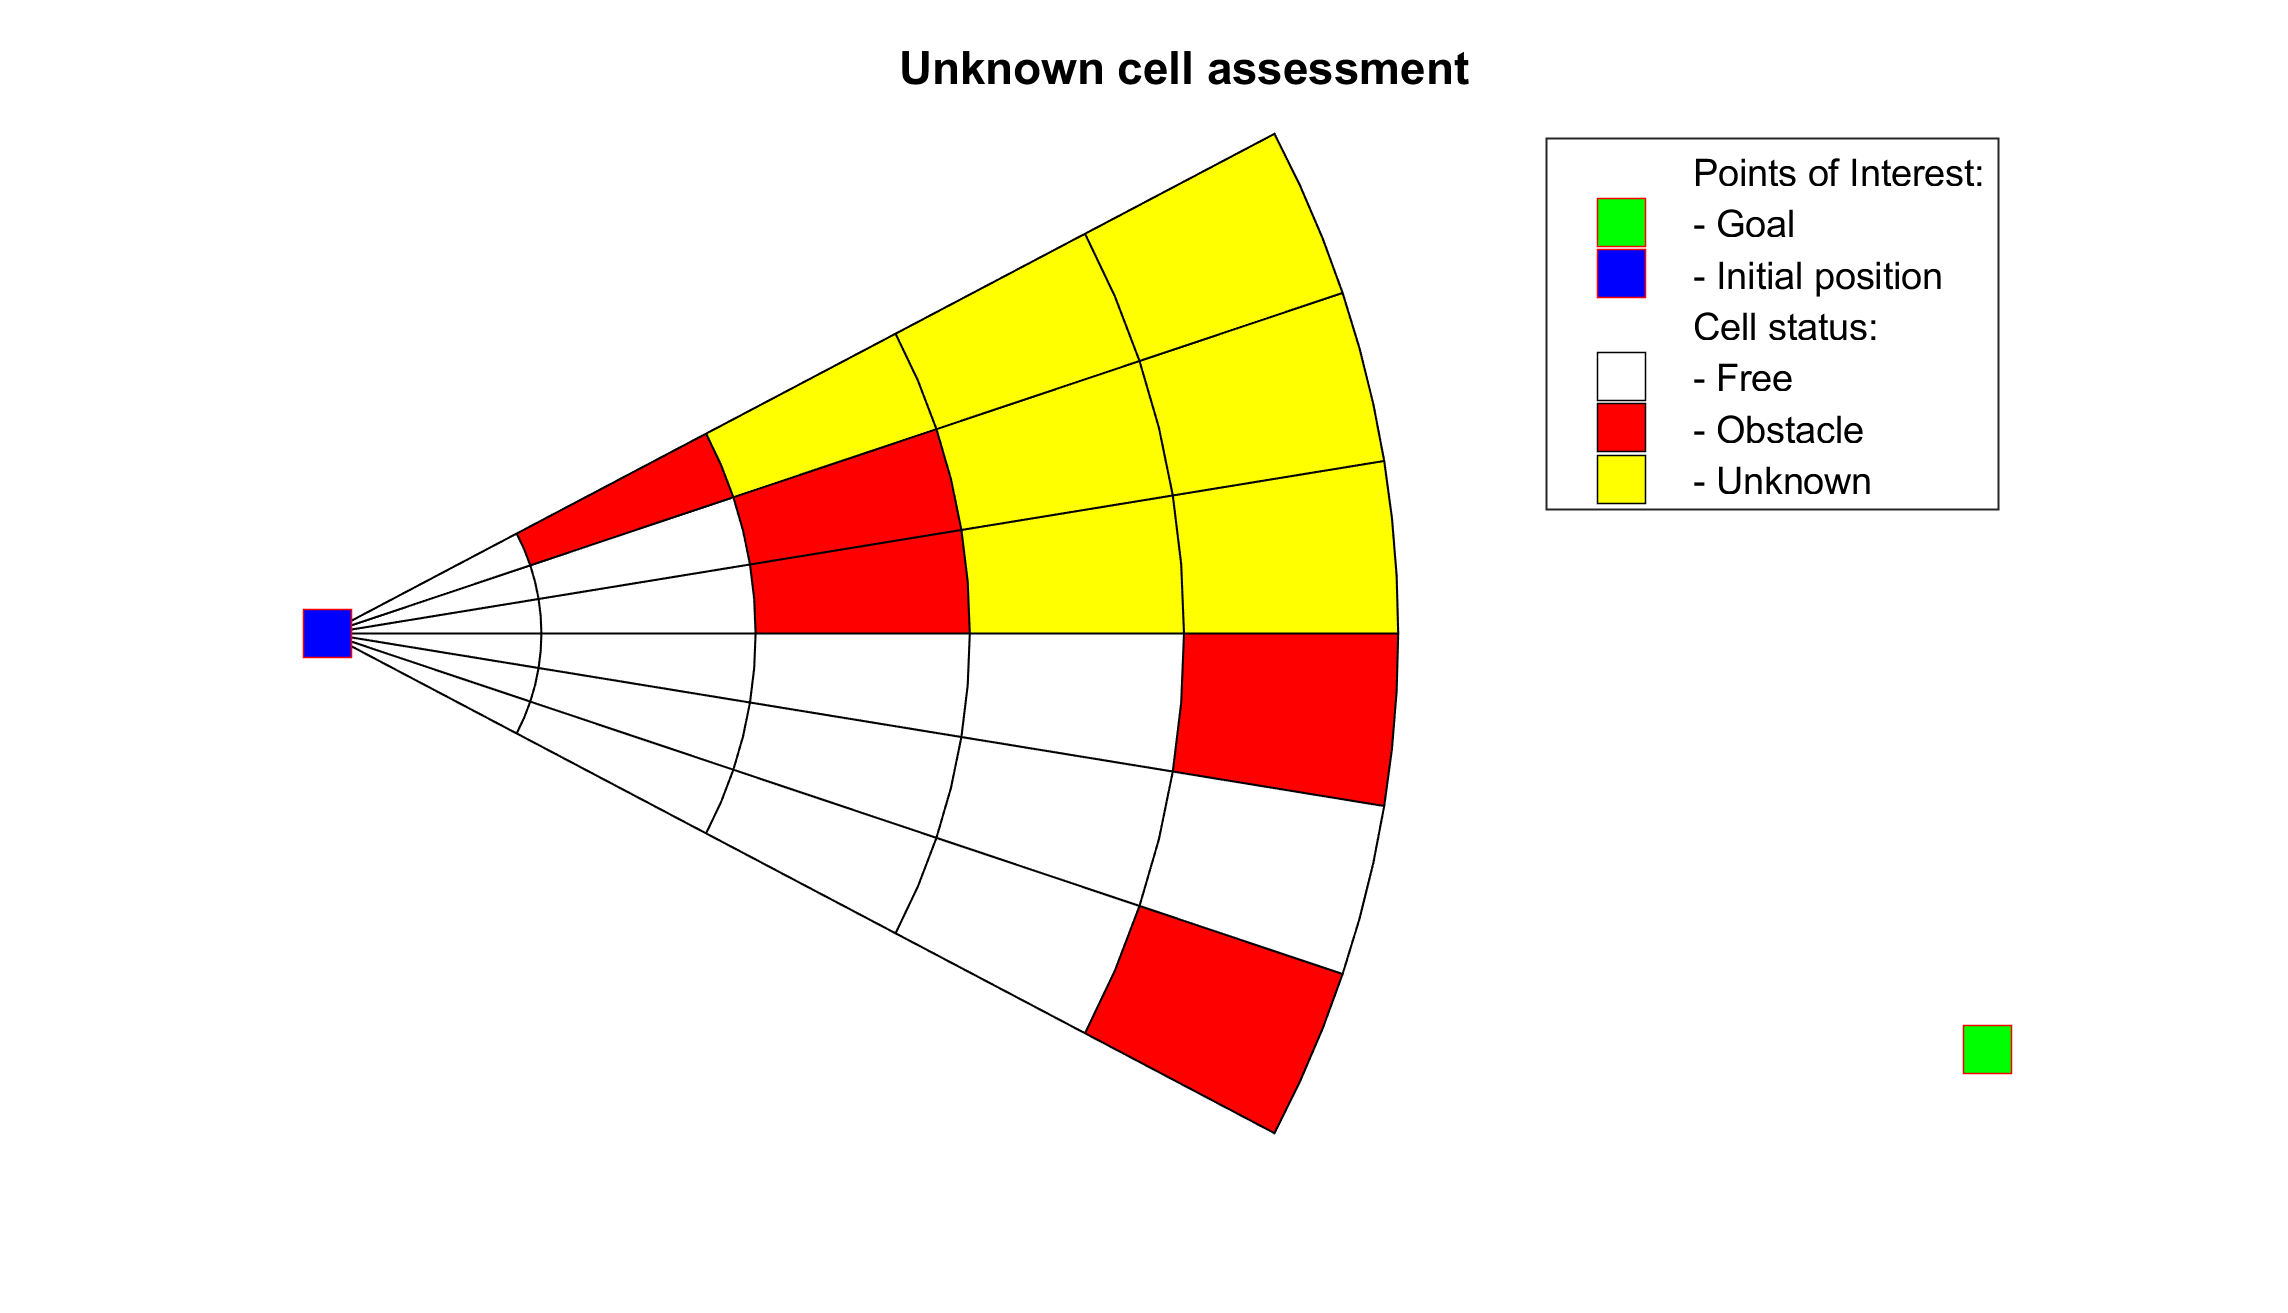 Unknown cell assessment
Points of Interest:
- Goal
- Initial position
Cell status:
- Free
- Obstacle
- Unknown